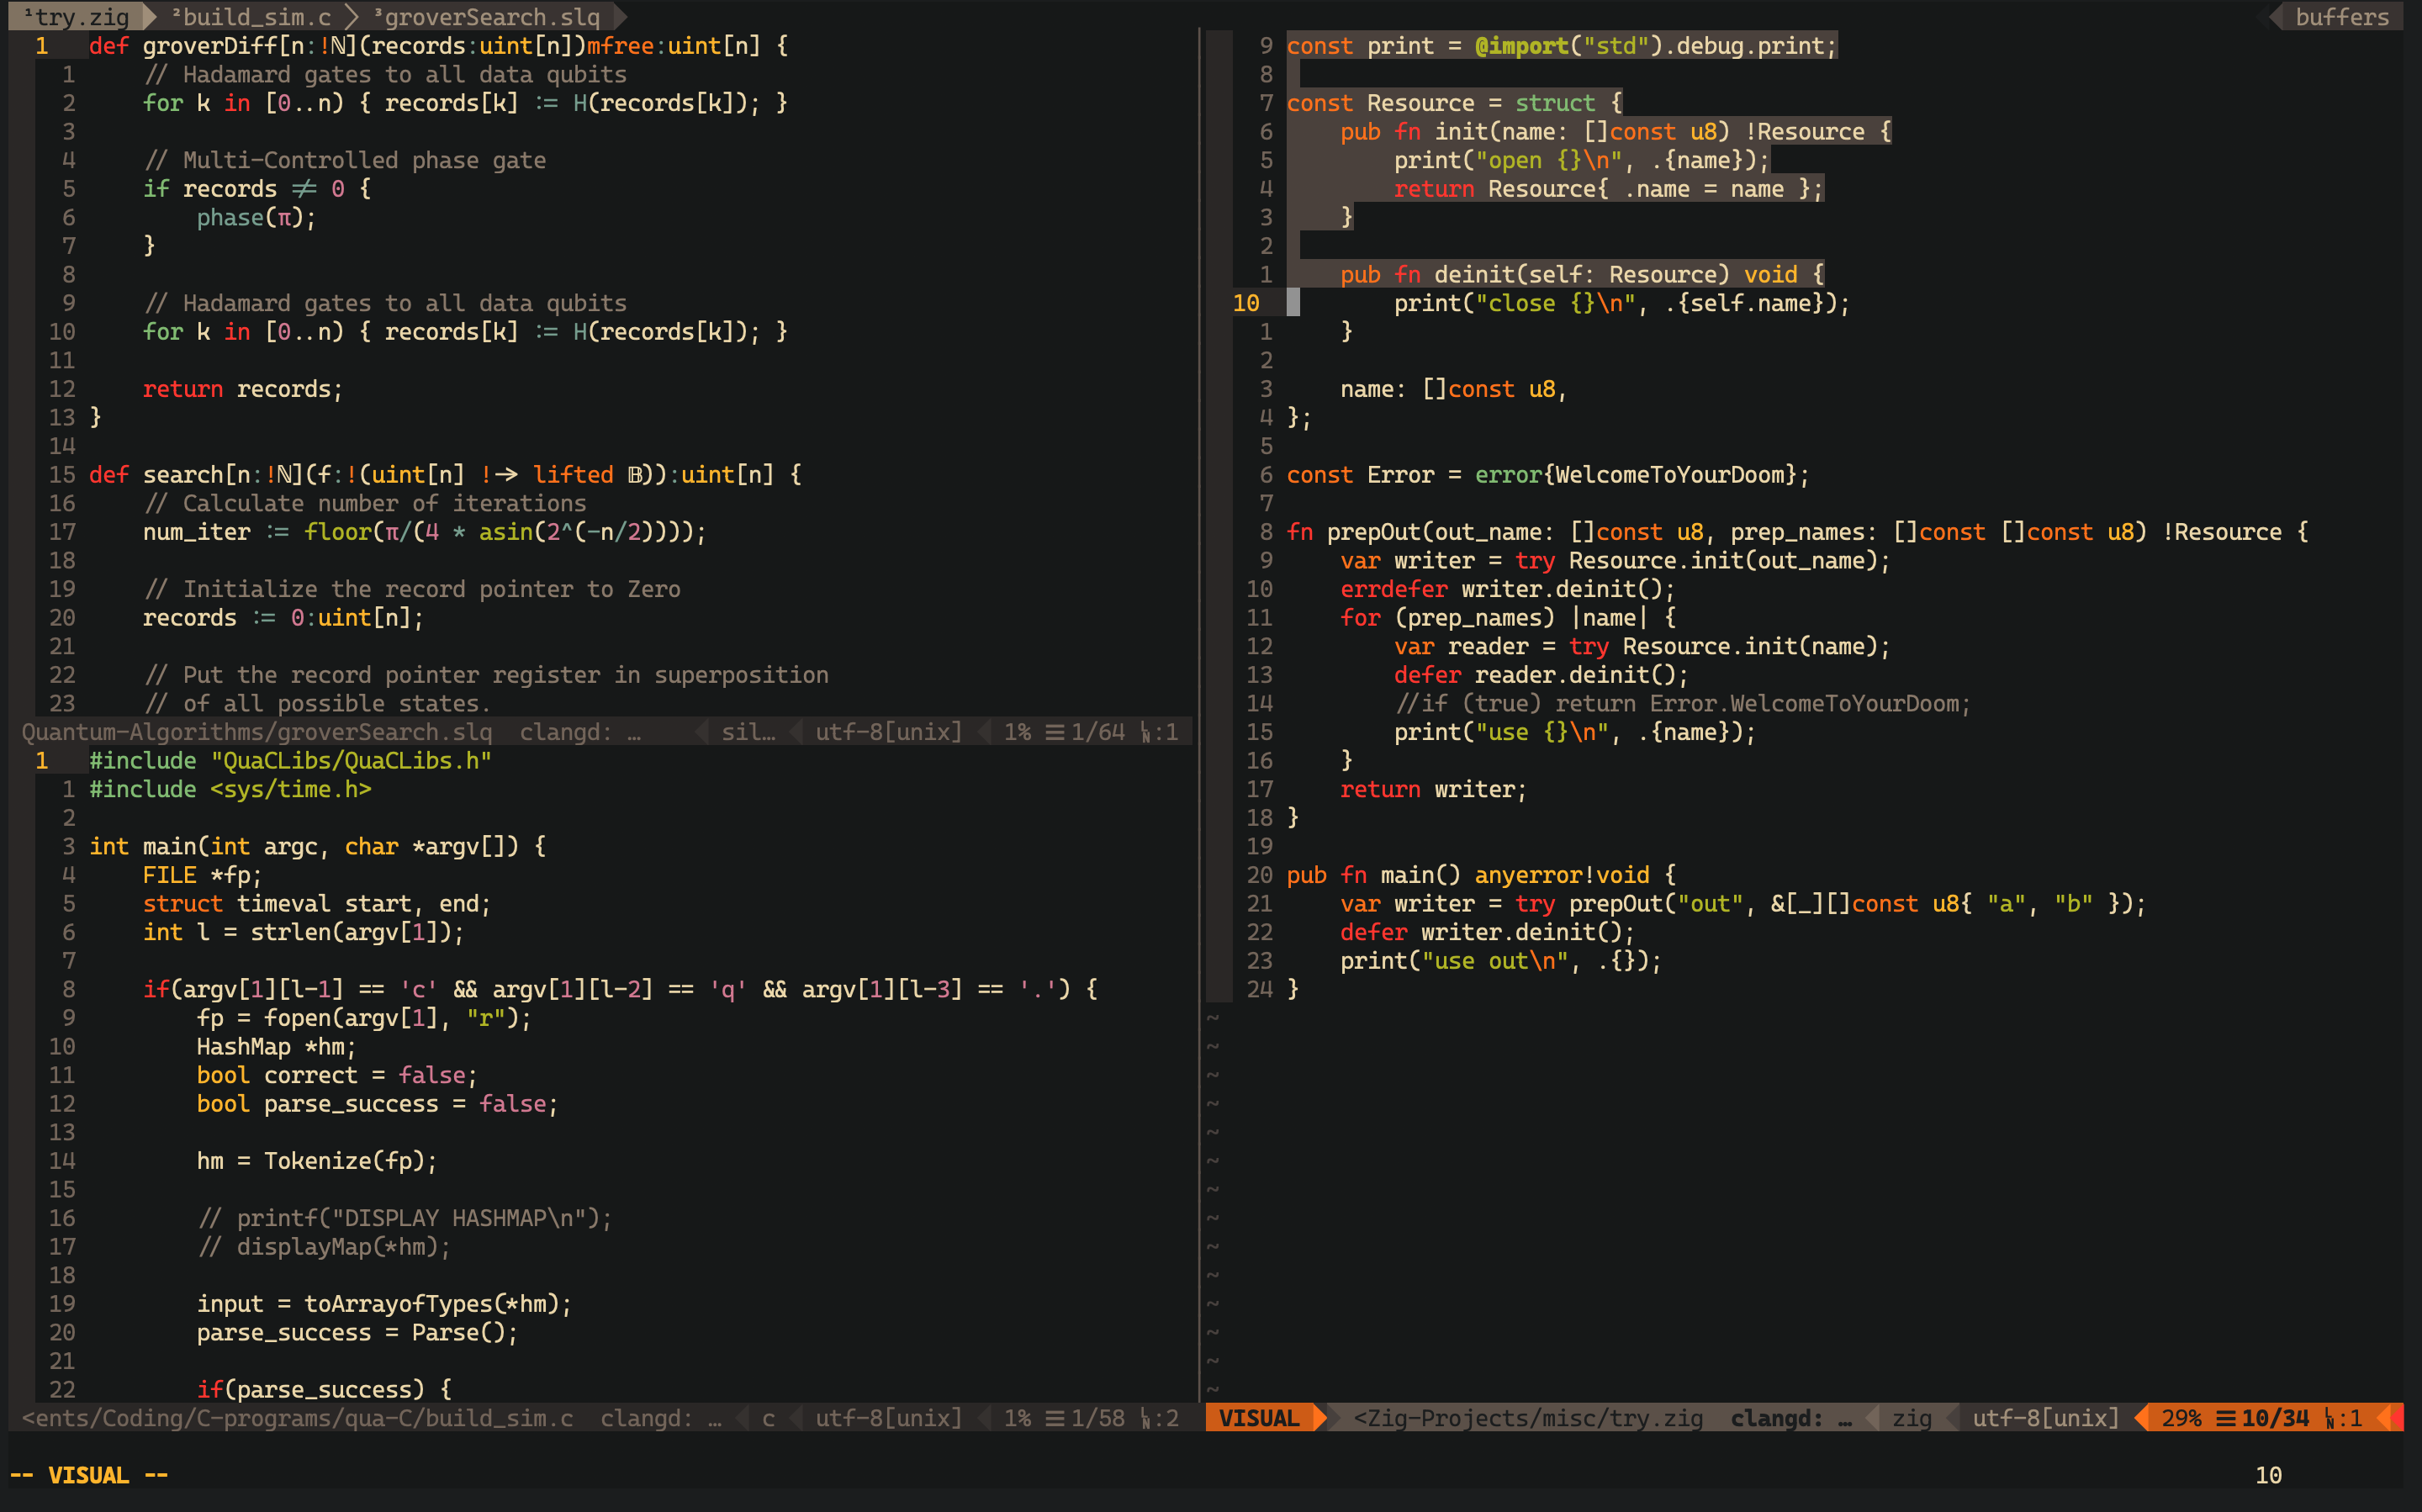 ¹try.zig ²build_sim.c ³groverSearch.slq buffers
1 def groverDiff[n:!ℕ](records:uint[n])mfree:uint[n] {
1     // Hadamard gates to all data qubits
2     for k in [0..n) { records[k] := H(records[k]); }
3
4     // Multi-Controlled phase gate
5     if records ≠ 0 {
6         phase(π);
7     }
8
9     // Hadamard gates to all data qubits
10     for k in [0..n) { records[k] := H(records[k]); }
11
12     return records;
13 }
14
15 def search[n:!ℕ](f:!(uint[n] !→ lifted 𝔹)):uint[n] {
16     // Calculate number of iterations
17     num_iter := floor(π/(4 * asin(2^(-n/2))));
18
19     // Initialize the record pointer to Zero
20     records := 0:uint[n];
21
22     // Put the record pointer register in superposition
23     // of all possible states.
Quantum-Algorithms/groverSearch.slq clangd: … sil… utf-8[unix] 1% ☰ 1/64 :1
1 #include "QuaCLibs/QuaCLibs.h"
1 #include <sys/time.h>
2
3 int main(int argc, char *argv[]) {
4     FILE *fp;
5     struct timeval start, end;
6     int l = strlen(argv[1]);
7
8     if(argv[1][l-1] == 'c' && argv[1][l-2] == 'q' && argv[1][l-3] == '.') {
9         fp = fopen(argv[1], "r");
10         HashMap *hm;
11         bool correct = false;
12         bool parse_success = false;
13
14         hm = Tokenize(fp);
15
16         // printf("DISPLAY HASHMAP\n");
17         // displayMap(*hm);
18
19         input = toArrayofTypes(*hm);
20         parse_success = Parse();
21
22         if(parse_success) {
<ents/Coding/C-programs/qua-C/build_sim.c clangd: … c utf-8[unix] 1% ☰ 1/58 :2
9 const print = @import("std").debug.print;
8
7 const Resource = struct {
6     pub fn init(name: []const u8) !Resource {
5         print("open {}\n", .{name});
4         return Resource{ .name = name };
3     }
2
1     pub fn deinit(self: Resource) void {
10         print("close {}\n", .{self.name});
1     }
2
3     name: []const u8,
4 };
5
6 const Error = error{WelcomeToYourDoom};
7
8 fn prepOut(out_name: []const u8, prep_names: []const []const u8) !Resource {
9     var writer = try Resource.init(out_name);
10     errdefer writer.deinit();
11     for (prep_names) |name| {
12         var reader = try Resource.init(name);
13         defer reader.deinit();
14         //if (true) return Error.WelcomeToYourDoom;
15         print("use {}\n", .{name});
16     }
17     return writer;
18 }
19
20 pub fn main() anyerror!void {
21     var writer = try prepOut("out", &[_][]const u8{ "a", "b" });
22     defer writer.deinit();
23     print("use out\n", .{});
24 }
~
~
~
~
~
~
~
~
~
~
~
~
~
~
VISUAL <Zig-Projects/misc/try.zig clangd: … zig utf-8[unix] 29% ☰ 10/34 :1
-- VISUAL -- 10